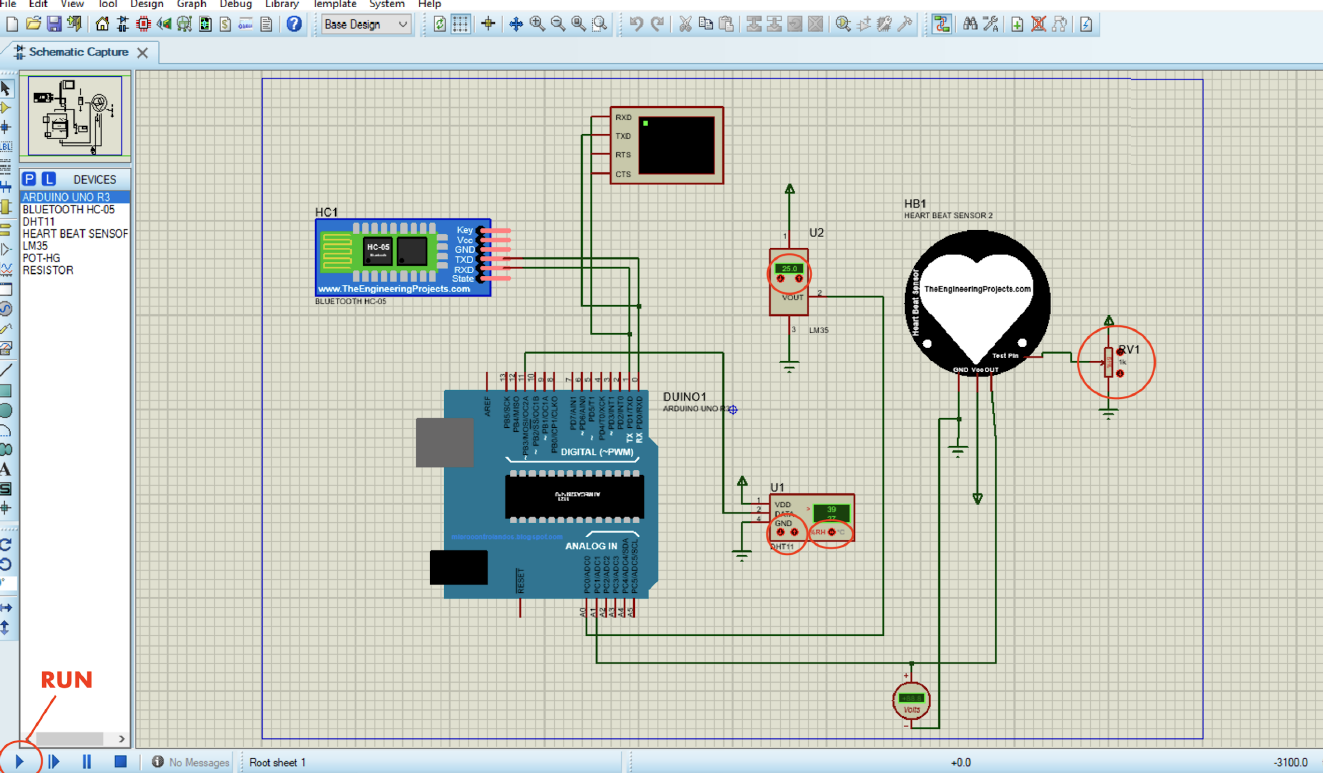 File Edit View Tool Design Graph Debug Library Template System Help
Base Design
Schematic Capture
P L DEVICES
ARDUINO UNO R3
BLUETOOTH HC-05
DHT11
HEART BEAT SENSOF
LM35
POT-HG
RESISTOR
RXD
TXD
RTS
CTS
HC1
HC-05
Bluetooth
Key
Vcc
GND
TXD
RXD
State
www.TheEngineeringProjects.com
BLUETOOTH HC-05
U2
1
25.0
VOUT
2
3
LM35
HB1
HEART BEAT SENSOR 2
TheEngineeringProjects.com
Heart Beat Sensor
Test Pin
GND Vcc OUT
RV1
1k
DUINO1
ARDUINO UNO R3
13 12 11 10 9 8 7 6 5 4 3 2 1 0
AREF
PB5/SCK
PB4/MISO
PB3/MOSI/OC2A
PB2/SS/OC1B
PB1/OC1A
PB0/ICP1/CLKO
PD7/AIN1
PD6/AIN0
PD5/T1
PD4/T0/XCK
PD3/INT1
PD2/INT0
PD1/TXD
PD0/RXD
TX
RX
DIGITAL (~PWM)
ANALOG IN
RESET
PC0/ADC0
PC1/ADC1
PC2/ADC2
PC3/ADC3
PC4/ADC4/SDA
PC5/ADC5/SCL
A0 A1 A2 A3 A4 A5
U1
1
2
4
VDD
DATA
GND
>
39
27
%RH
°C
DHT11
+
Volts
-
RUN
No Messages
Root sheet 1
+0.0
-3100.0